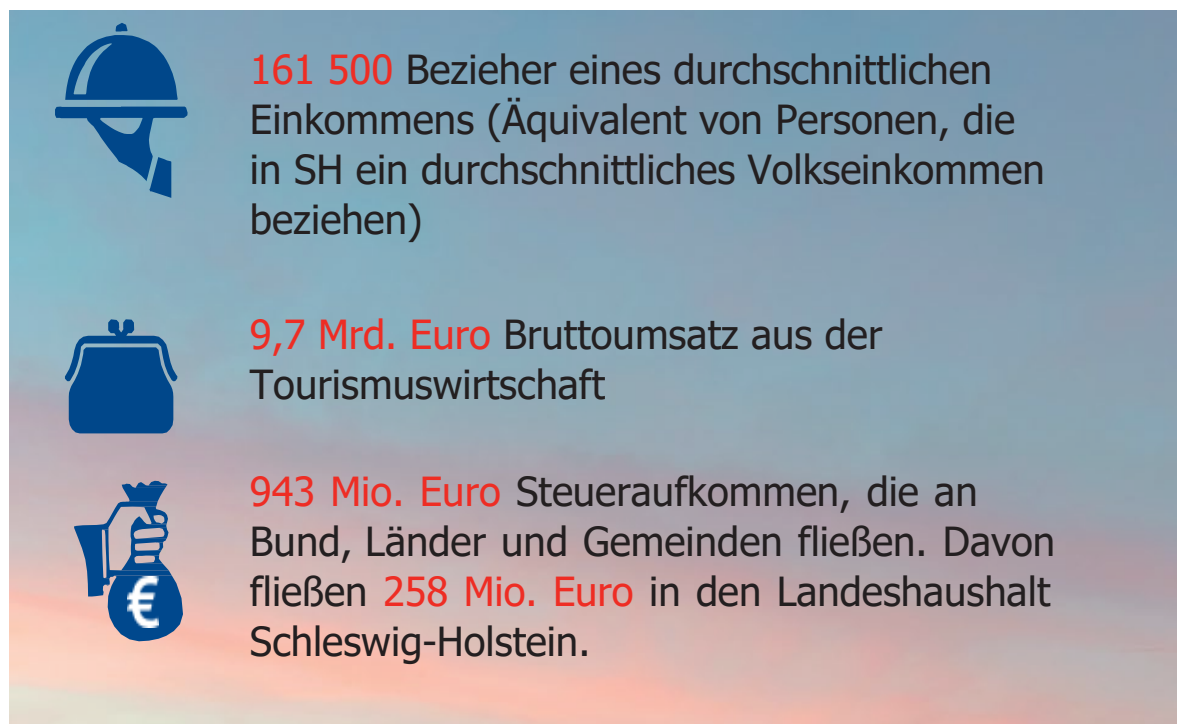 161 500 Bezieher eines durchschnittlichen
Einkommens (Äquivalent von Personen, die
in SH ein durchschnittliches Volkseinkommen
beziehen)
9,7 Mrd. Euro Bruttoumsatz aus der
Tourismuswirtschaft
943 Mio. Euro Steueraufkommen, die an
Bund, Länder und Gemeinden fließen. Davon
fließen 258 Mio. Euro in den Landeshaushalt
Schleswig-Holstein.
€